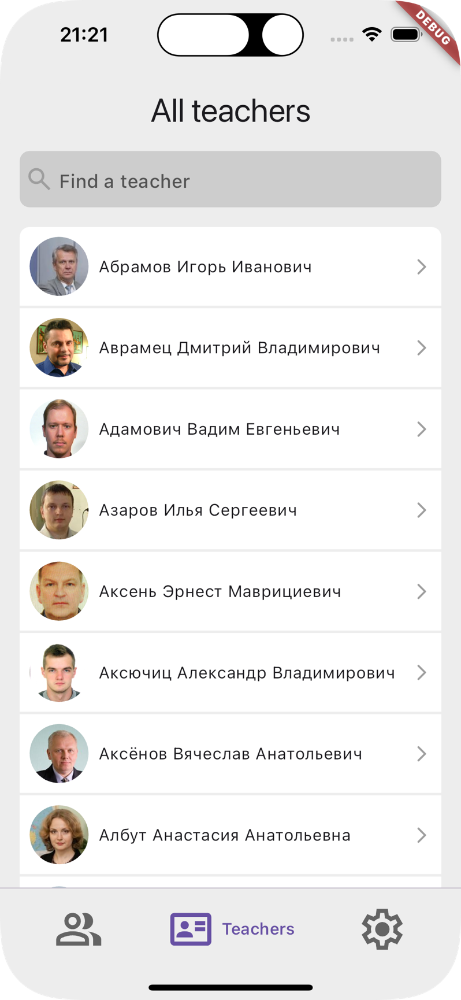 21:21
DEBUG
All teachers
Find a teacher
Абрамов Игорь Иванович
Аврамец Дмитрий Владимирович
Адамович Вадим Евгеньевич
Азаров Илья Сергеевич
Аксень Эрнест Маврициевич
Аксючиц Александр Владимирович
Аксёнов Вячеслав Анатольевич
Албут Анастасия Анатольевна
Teachers